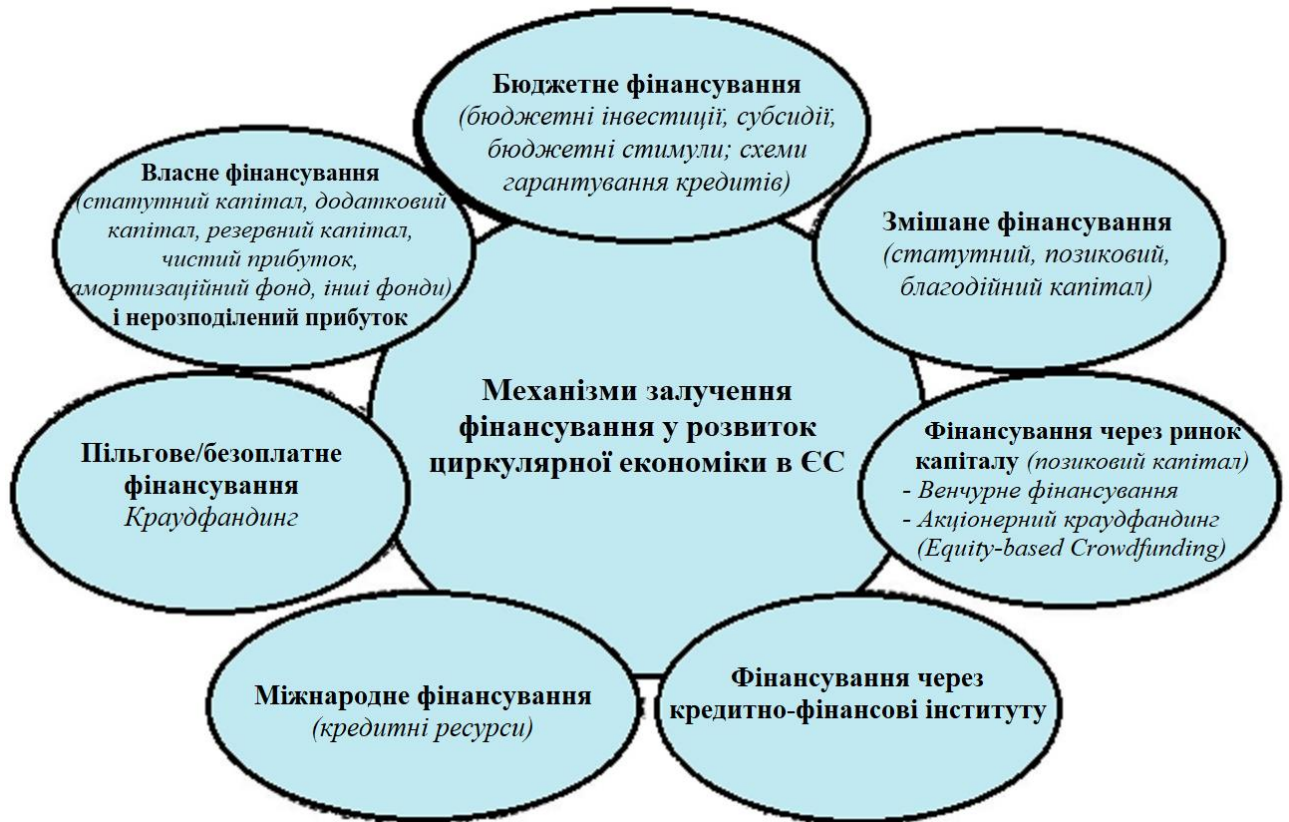 Бюджетне фінансування
(бюджетні інвестиції, субсидії,
бюджетні стимули; схеми
гарантування кредитів)
Власне фінансування
(статутний капітал, додатковий
капітал, резервний капітал,
чистий прибуток,
амортизаційний фонд, інші фонди)
і нерозподілений прибуток
Змішане фінансування
(статутний, позиковий,
благодійний капітал)
Механізми залучення
фінансування у розвиток
циркулярної економіки в ЄС
Пільгове/безоплатне
фінансування
Краудфандинг
Фінансування через ринок
капіталу (позиковий капітал)
- Венчурне фінансування
- Акціонерний краудфандинг
(Equity-based Crowdfunding)
Міжнародне фінансування
(кредитні ресурси)
Фінансування через
кредитно-фінансові інституту